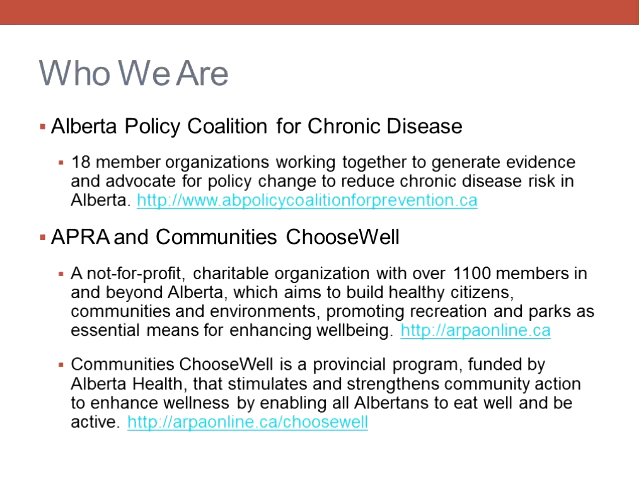 Who We Are
▪ Alberta Policy Coalition for Chronic Disease
▪ 18 member organizations working together to generate evidence
and advocate for policy change to reduce chronic disease risk in
Alberta. http://www.abpolicycoalitionforprevention.ca
▪ APRA and Communities ChooseWell
▪ A not-for-profit, charitable organization with over 1100 members in
and beyond Alberta, which aims to build healthy citizens,
communities and environments, promoting recreation and parks as
essential means for enhancing wellbeing. http://arpaonline.ca
▪ Communities ChooseWell is a provincial program, funded by
Alberta Health, that stimulates and strengthens community action
to enhance wellness by enabling all Albertans to eat well and be
active. http://arpaonline.ca/choosewell